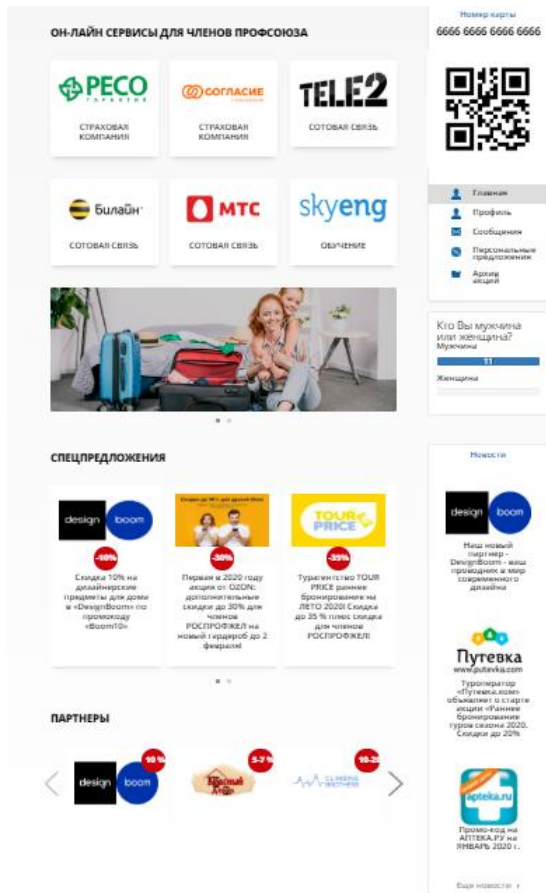 ОН-ЛАЙН СЕРВИСЫ ДЛЯ ЧЛЕНОВ ПРОФСОЮЗА
РЕСО
ГАРАНТИЯ
СТРАХОВАЯ
КОМПАНИЯ
СОГЛАСИЕ
СТРАХОВАЯ
КОМПАНИЯ
TELE2
СОТОВАЯ СВЯЗЬ
Билайн
СОТОВАЯ СВЯЗЬ
МТС
СОТОВАЯ СВЯЗЬ
skyeng
ОБУЧЕНИЕ
СПЕЦПРЕДЛОЖЕНИЯ
design boom
-10%
Скидка 10% на
дизайнерские
предметы для дома
в «DesignBoom» по
промокоду
«Boom10»
-30%
Первая в 2020 году
акция от OZON:
дополнительные
скидки до 30% для
членов
РОСПРОФЖЕЛ на
новый гардероб до 2
февраля!
TOUR
PRICE
-35%
Турагентство TOUR
PRICE раннее
бронирование на
ЛЕТО 2020! Скидка
до 35 % плюс скидка
для членов
РОСПРОФЖЕЛ!
ПАРТНЕРЫ
design boom
10 %
5-7 %
CLIMBING
BROTHERS
10-20
Номер карты
6666 6666 6666 6666
Главная
Профиль
Сообщения
Персональные
предложения
Архив
акций
Кто Вы мужчина
или женщина?
Мужчина
11
Женщина
Новости
design boom
Наш новый
партнер -
DesignBoom - ваш
проводник в мир
современного
дизайна
Путевка
www.putevka.com
Туроператор
«Путевка.ком»
объявляет о старте
акции «Раннее
бронирование
туров сезона 2020.
Скидки до 20%
apteka.ru
Промо-код на
АПТЕКА.РУ на
ЯНВАРЬ 2020 г.
Еще новости